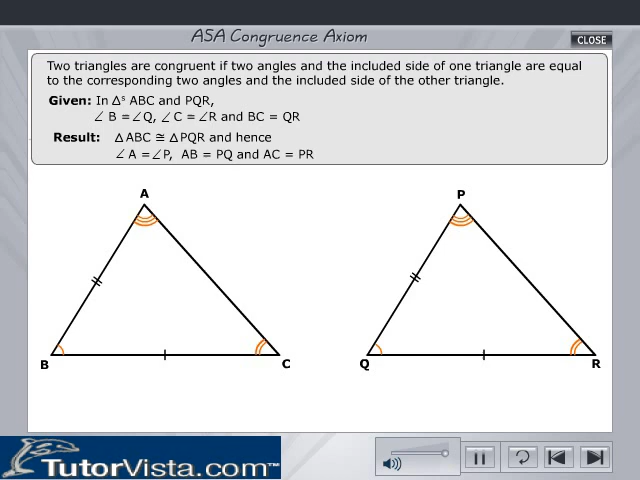 ASA Congruence Axiom
CLOSE
Two triangles are congruent if two angles and the included side of one triangle are equal
to the corresponding two angles and the included side of the other triangle.
Given: In Δˢ ABC and PQR,
∠ B = ∠Q, ∠ C = ∠R and BC = QR
Result: Δ ABC ≅ Δ PQR and hence
∠ A = ∠P, AB = PQ and AC = PR
A
P
B
C
Q
R
TutorVista.com™